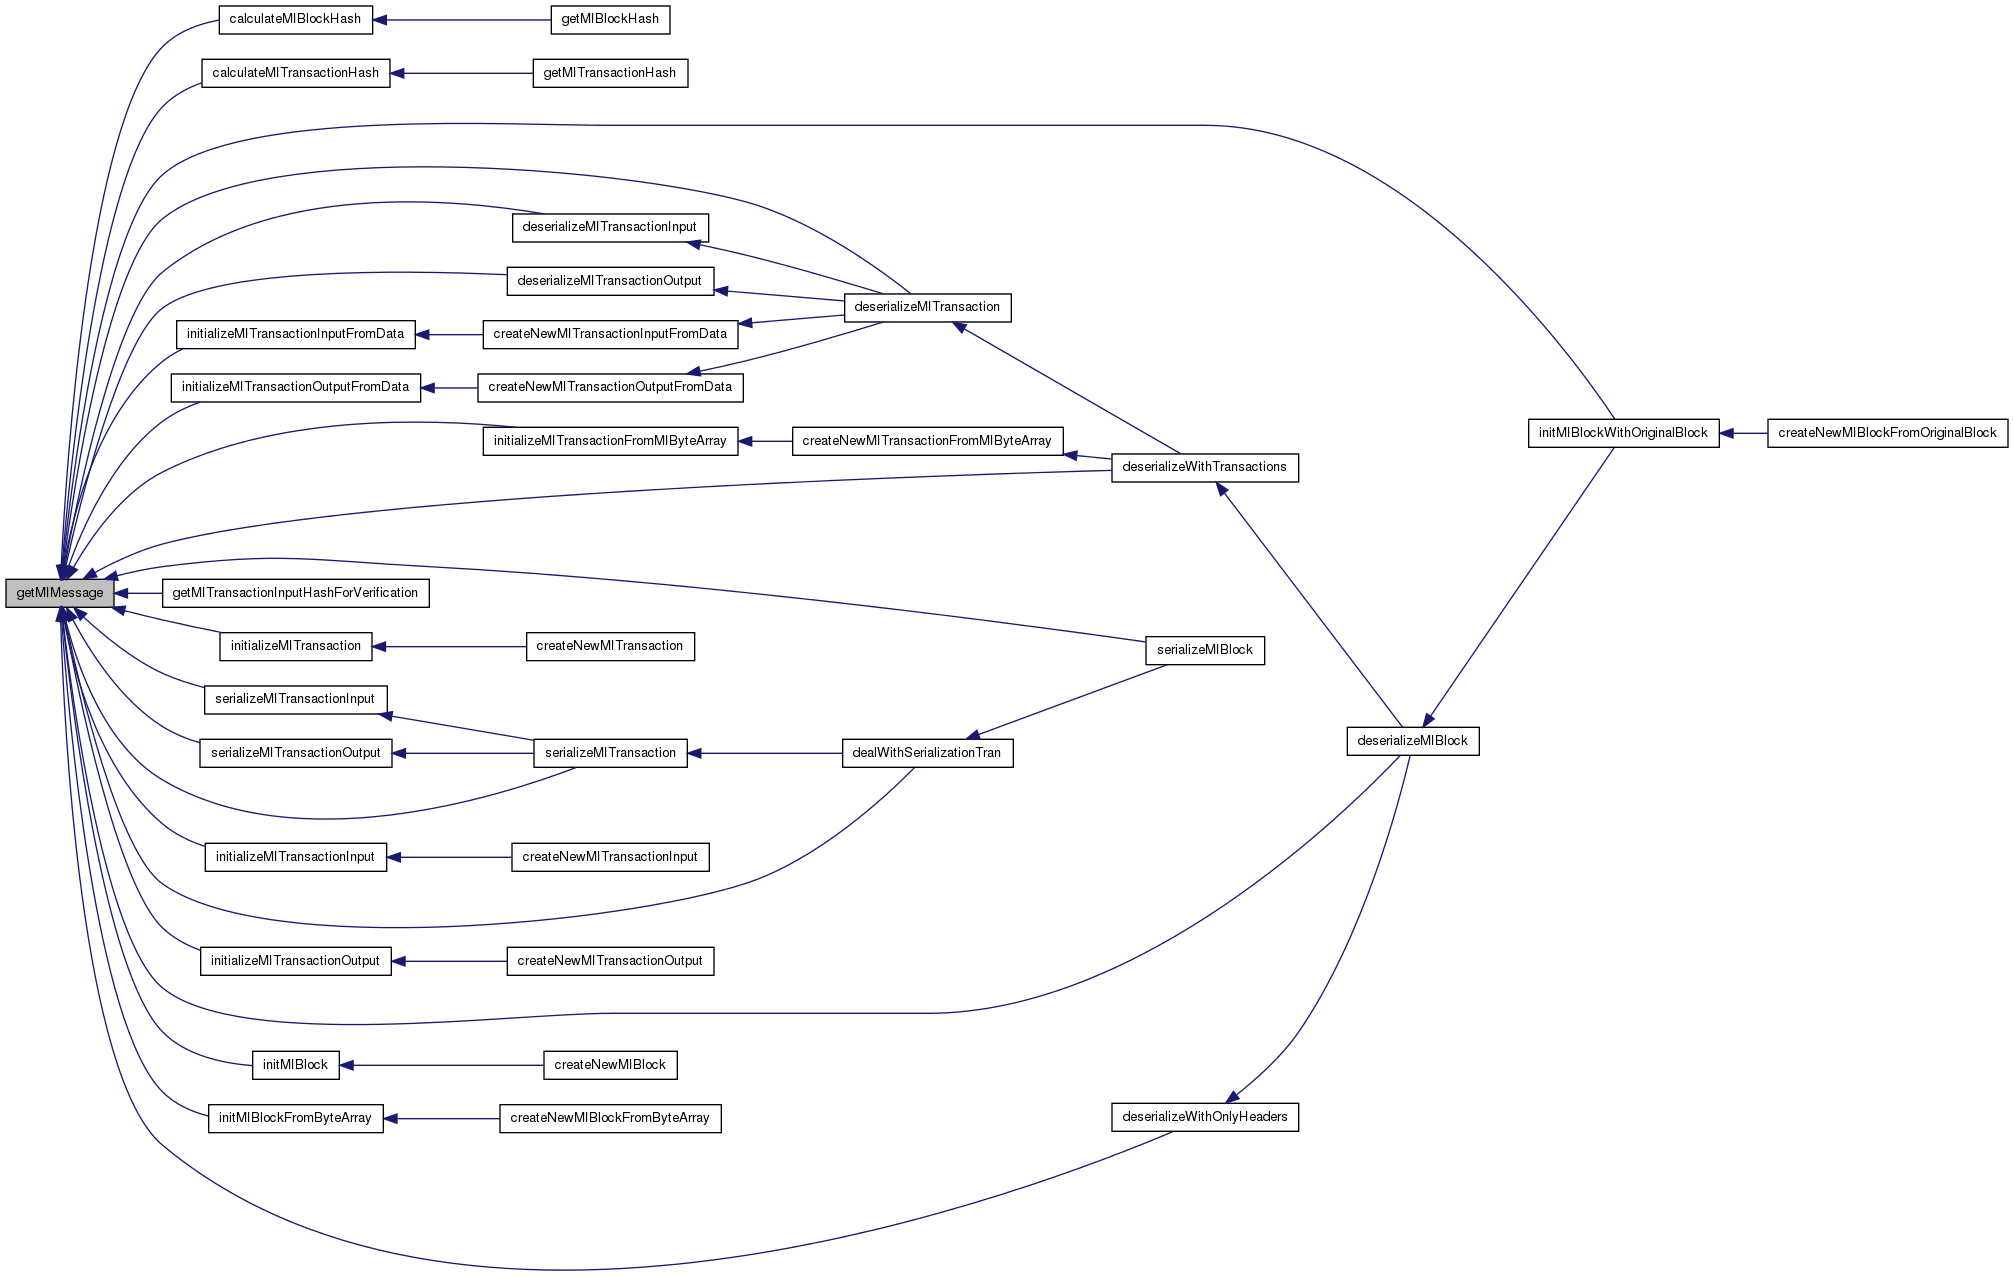 calculateMIBlockHash
getMIBlockHash
calculateMITransactionHash
getMITransactionHash
deserializeMITransactionInput
deserializeMITransactionOutput
deserializeMITransaction
initializeMITransactionInputFromData
createNewMITransactionInputFromData
initializeMITransactionOutputFromData
createNewMITransactionOutputFromData
initMIBlockWithOriginalBlock
createNewMIBlockFromOriginalBlock
initializeMITransactionFromMIByteArray
createNewMITransactionFromMIByteArray
deserializeWithTransactions
getMIMessage
getMITransactionInputHashForVerification
initializeMITransaction
createNewMITransaction
serializeMIBlock
serializeMITransactionInput
deserializeMIBlock
serializeMITransactionOutput
serializeMITransaction
dealWithSerializationTran
initializeMITransactionInput
createNewMITransactionInput
initializeMITransactionOutput
createNewMITransactionOutput
initMIBlock
createNewMIBlock
initMIBlockFromByteArray
createNewMIBlockFromByteArray
deserializeWithOnlyHeaders